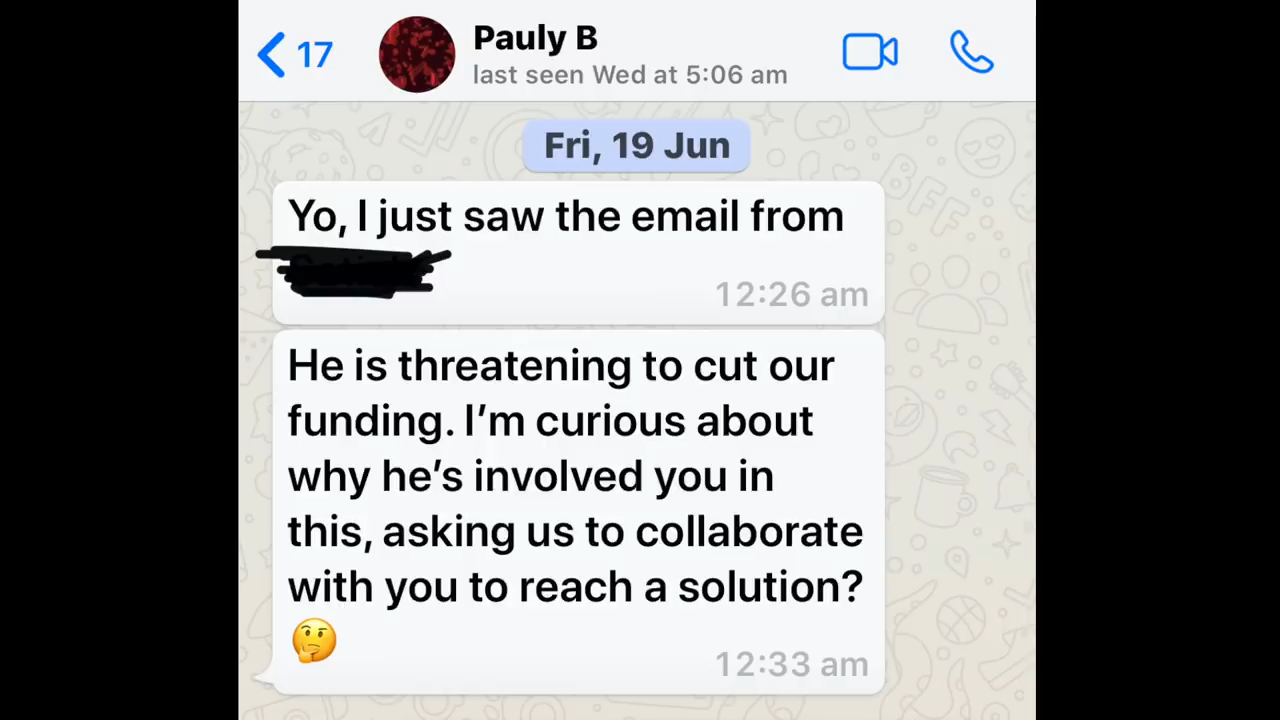 17
Pauly B
last seen Wed at 5:06 am
Fri, 19 Jun
Yo, I just saw the email from
12:26 am
He is threatening to cut our
funding. I’m curious about
why he’s involved you in
this, asking us to collaborate
with you to reach a solution?
🤔
12:33 am